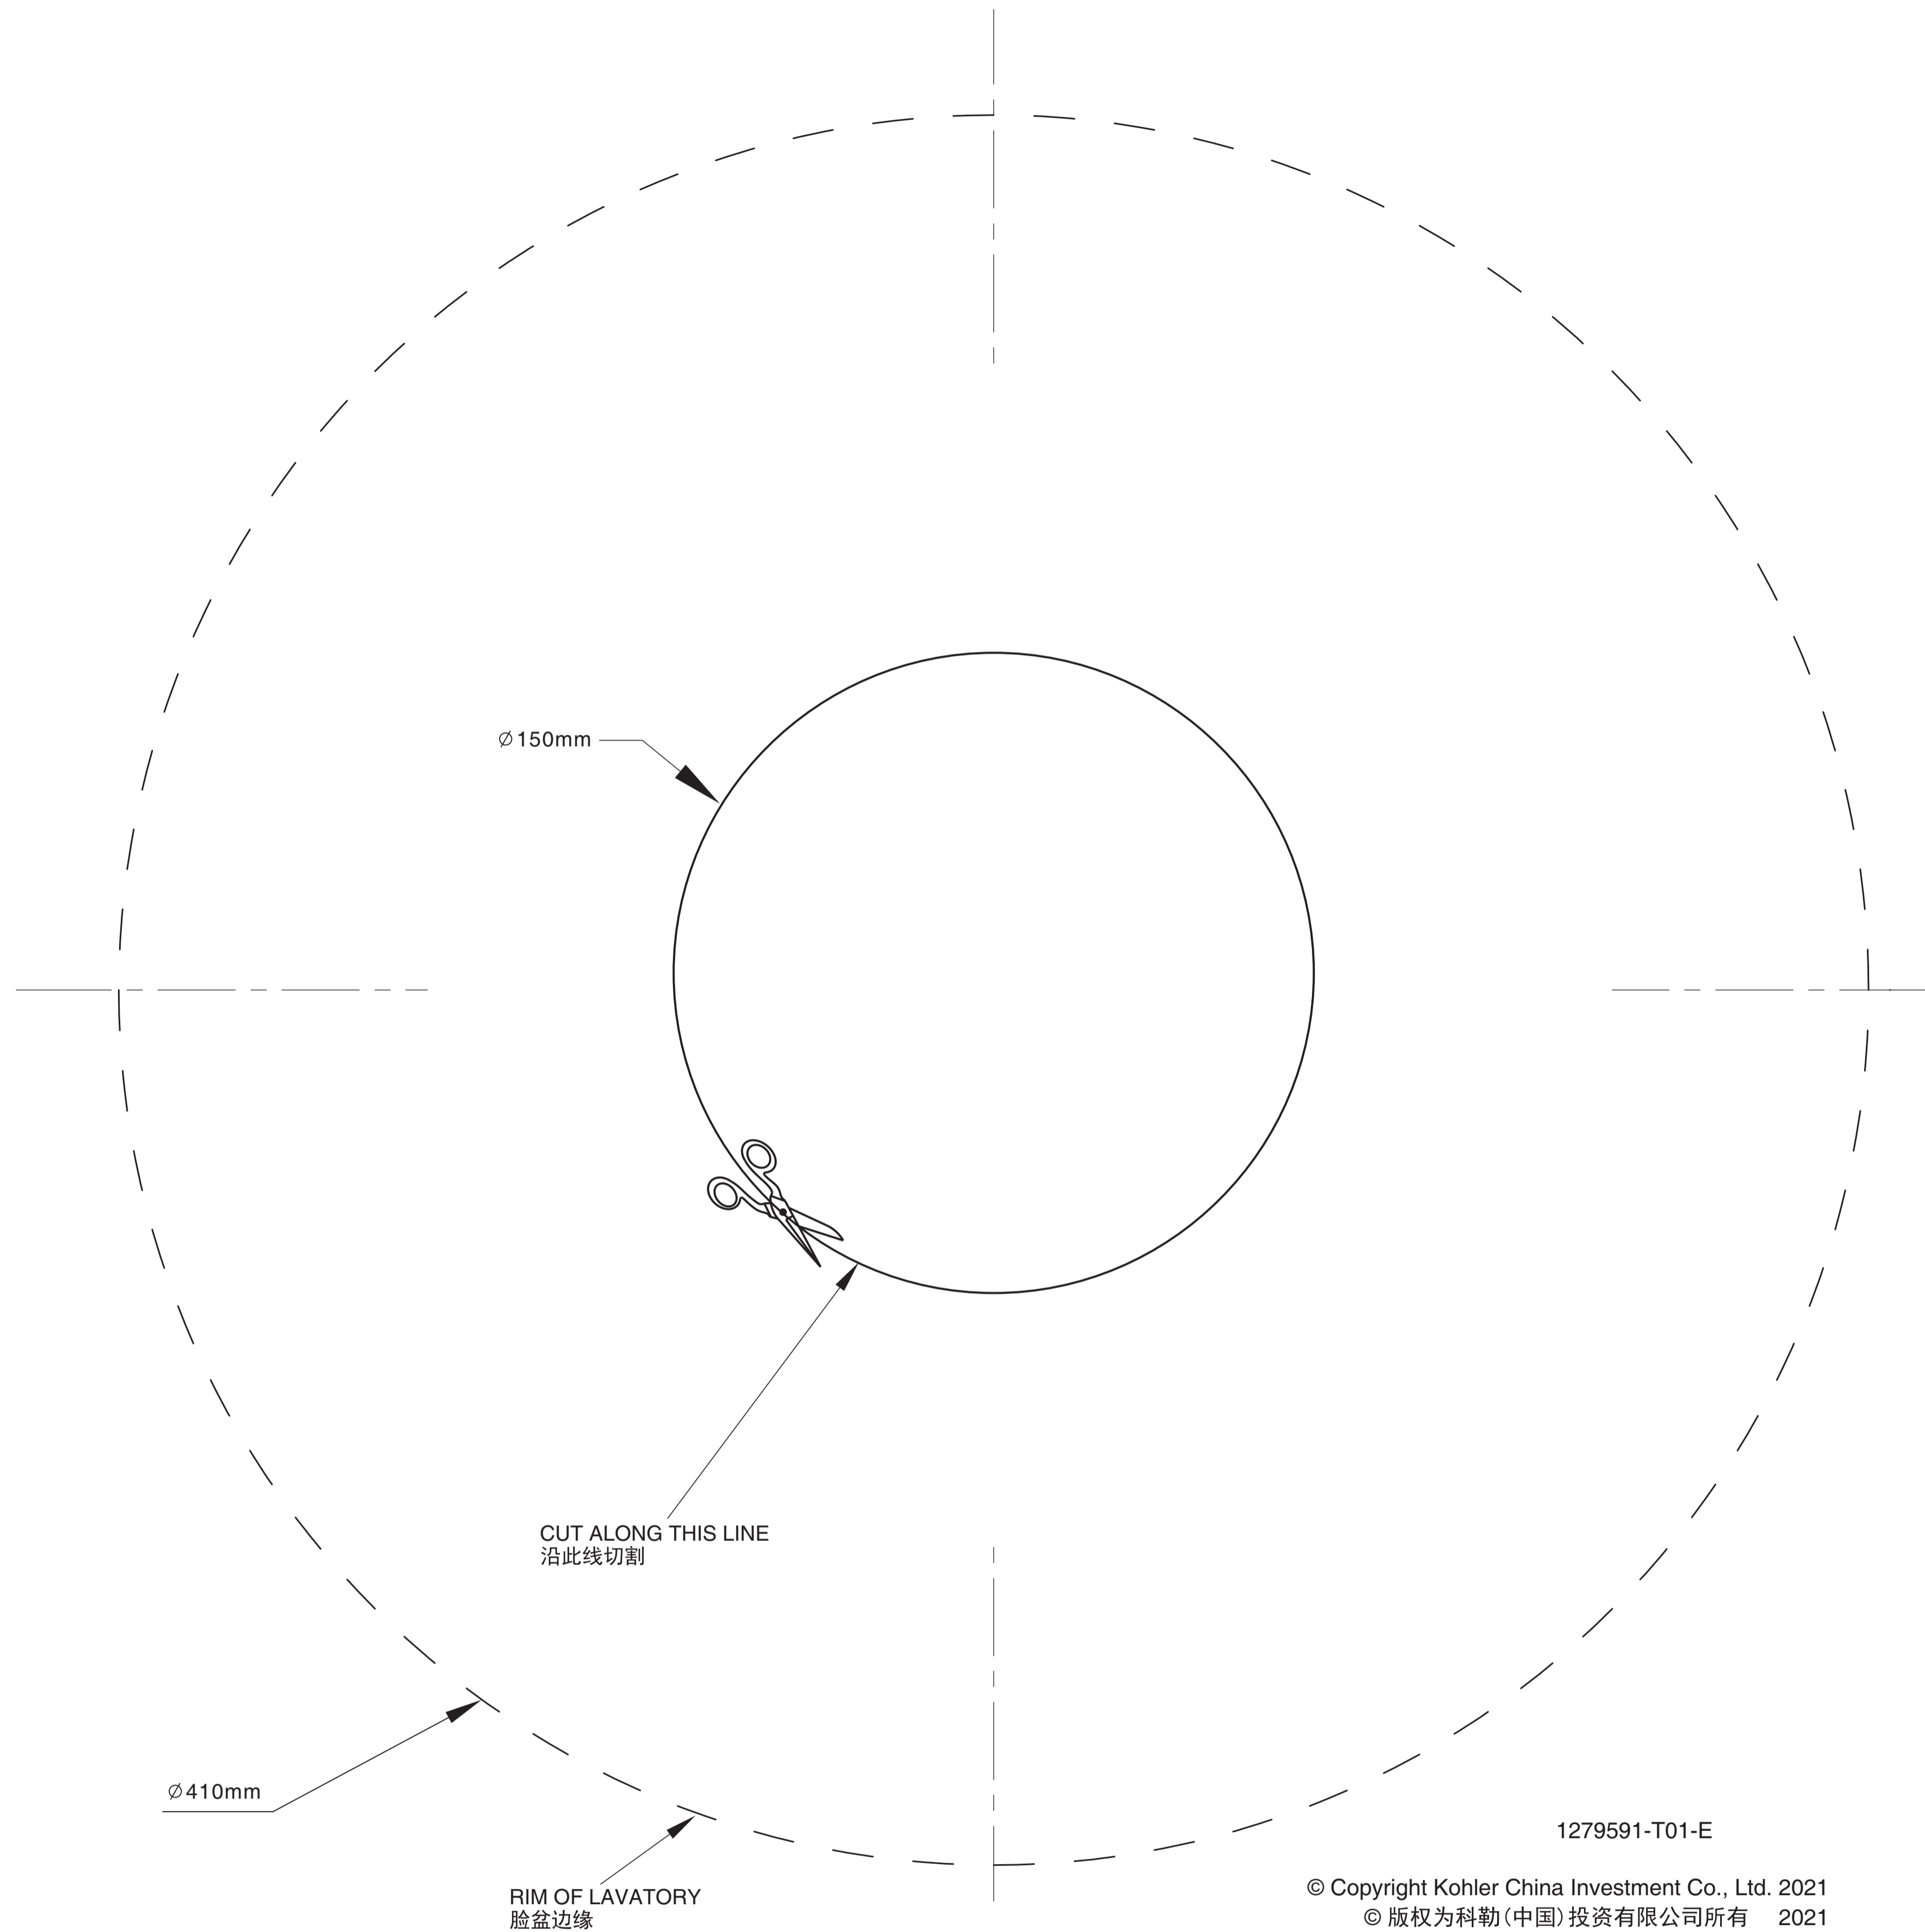 ⌀150mm
CUT ALONG THIS LINE
沿此线切割
⌀410mm
RIM OF LAVATORY
脸盆边缘
1279591-T01-E
© Copyright Kohler China Investment Co., Ltd. 2021
© 版权为科勒(中国)投资有限公司所有 2021